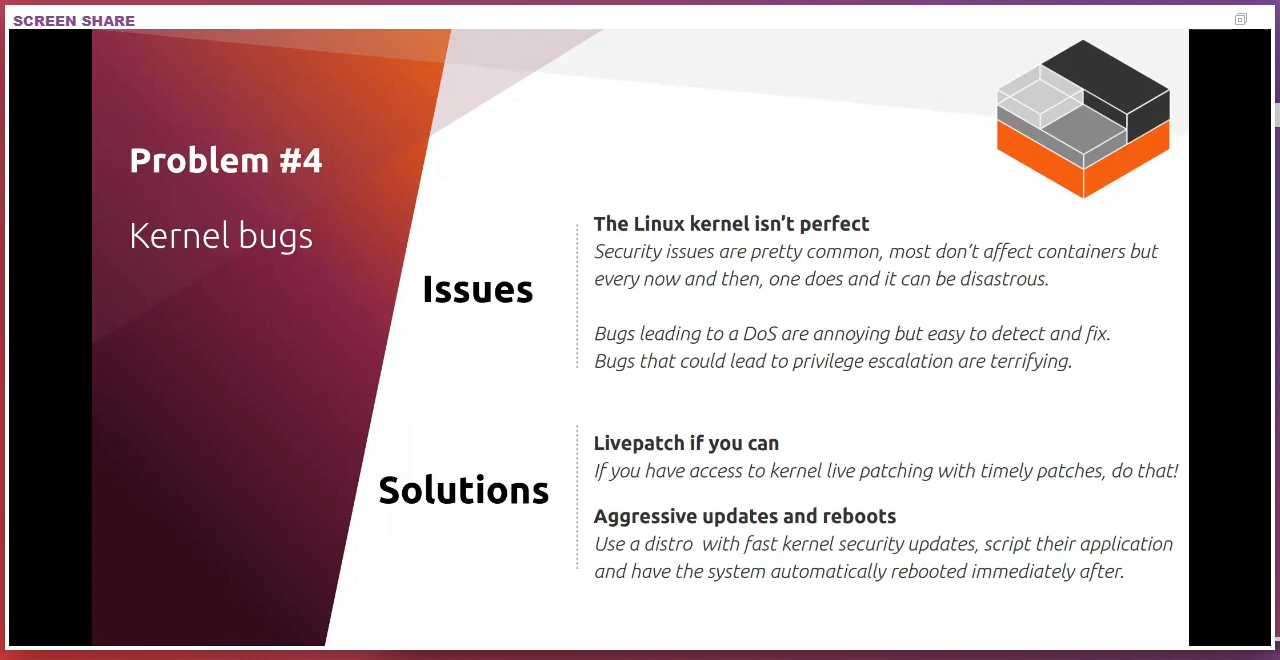 SCREEN SHARE
Problem #4
Kernel bugs
Issues
The Linux kernel isn’t perfect
Security issues are pretty common, most don’t affect containers but
every now and then, one does and it can be disastrous.
Bugs leading to a DoS are annoying but easy to detect and fix.
Bugs that could lead to privilege escalation are terrifying.
Solutions
Livepatch if you can
If you have access to kernel live patching with timely patches, do that!
Aggressive updates and reboots
Use a distro  with fast kernel security updates, script their application
and have the system automatically rebooted immediately after.